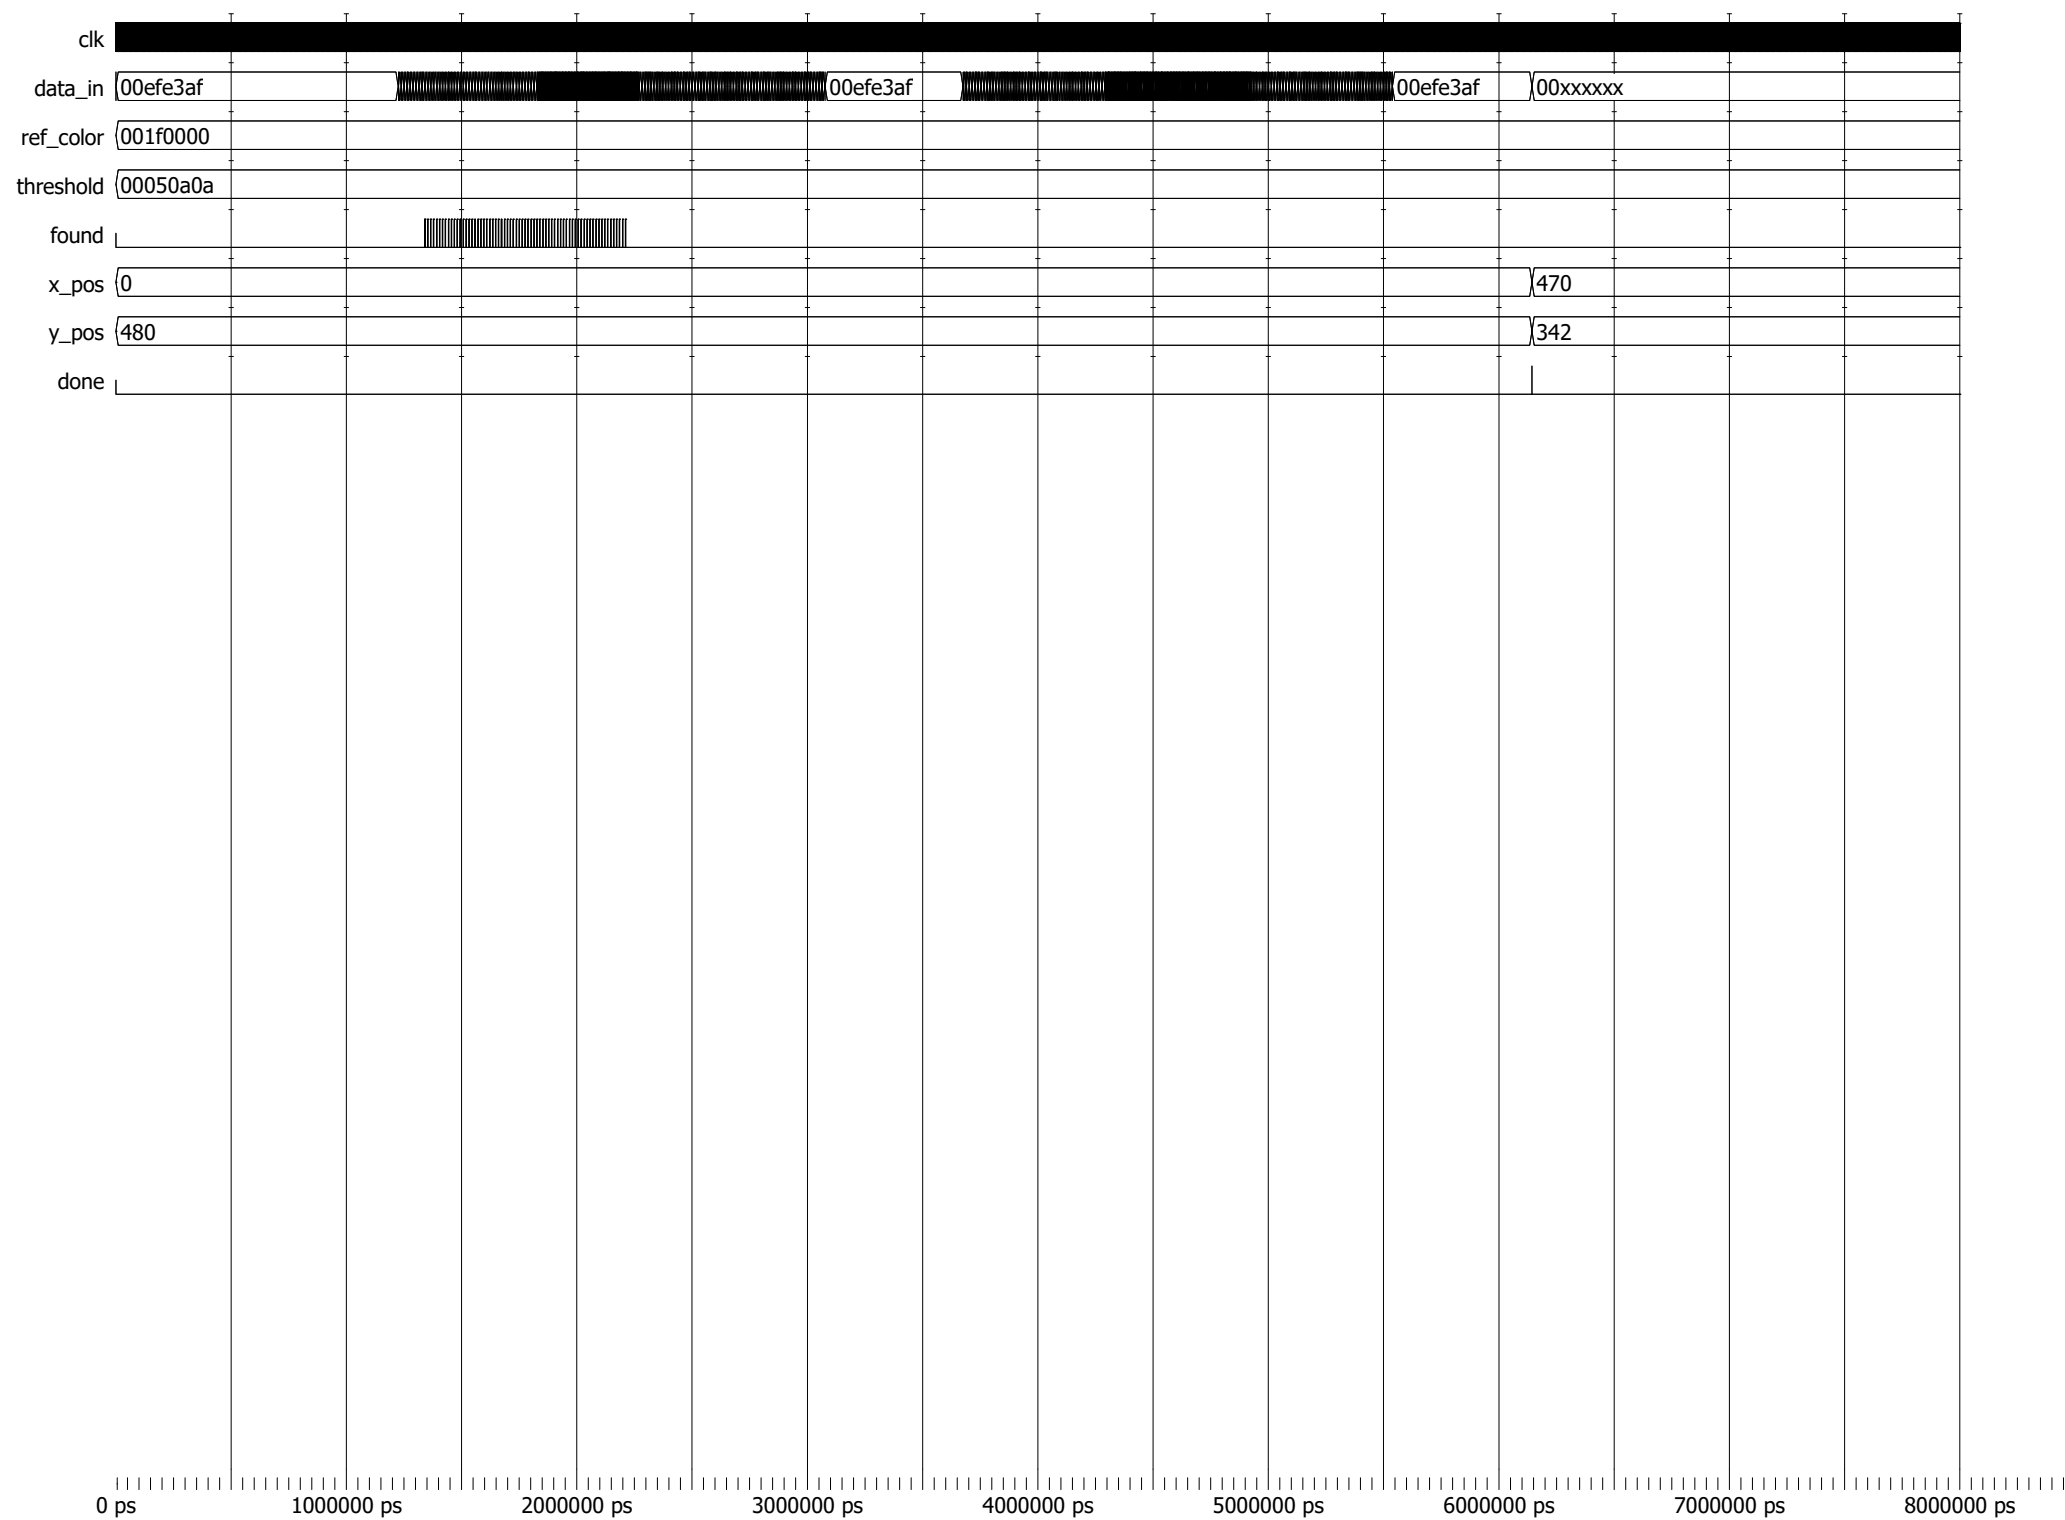 clk
data_in 00efe3af 00efe3af 00efe3af 00xxxxxx
ref_color 001f0000
threshold 00050a0a
found
x_pos 0 470
y_pos 480 342
done
0 ps 1000000 ps 2000000 ps 3000000 ps 4000000 ps 5000000 ps 6000000 ps 7000000 ps 8000000 ps